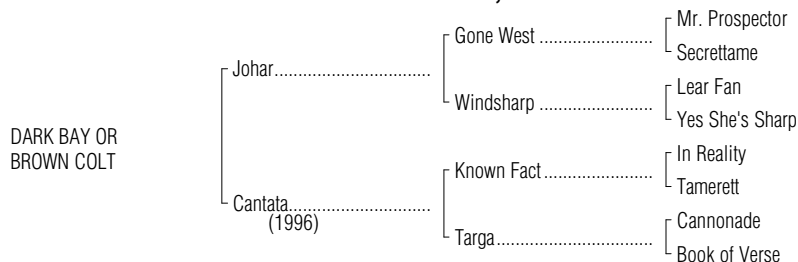 Mr. Prospector
Gone West ........................
Secrettame
Johar................................
Lear Fan
Windsharp ........................
Yes She's Sharp
DARK BAY OR
BROWN COLT
In Reality
Known Fact .......................
Tamerett
Cantata.............................
(1996)
Cannonade
Targa.................................
Book of Verse